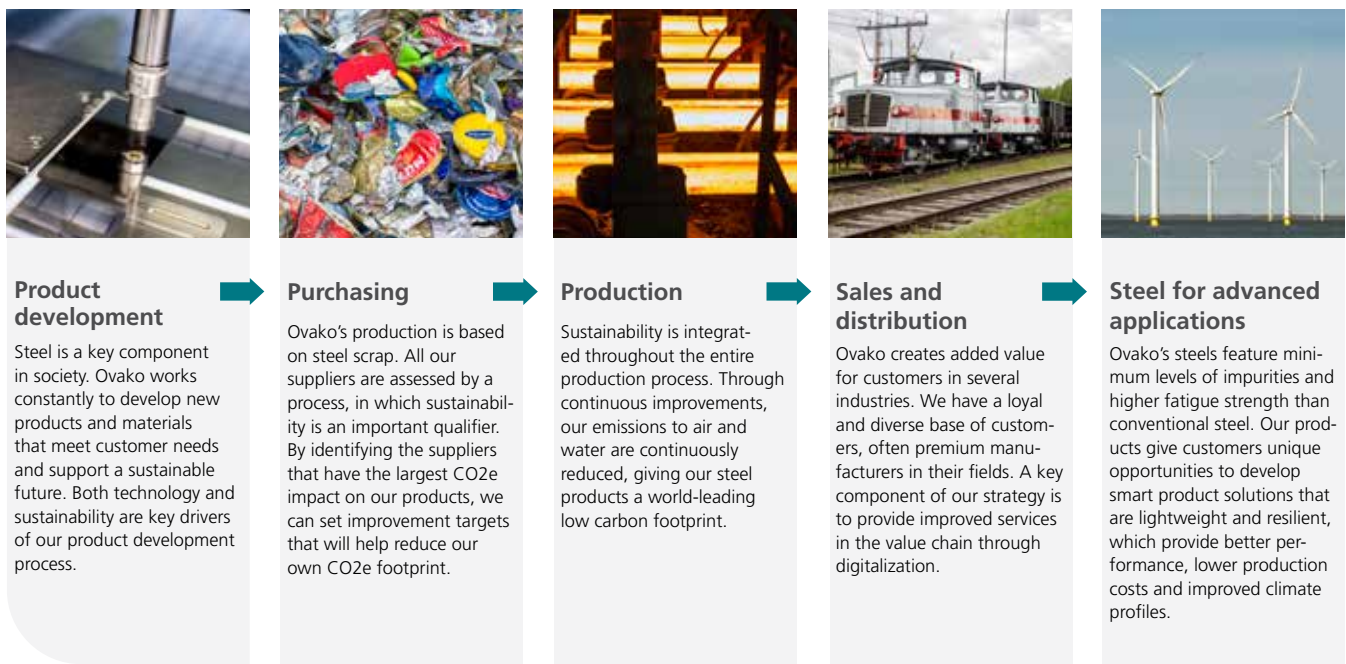 Product
development
Steel is a key component
in society. Ovako works
constantly to develop new
products and materials
that meet customer needs
and support a sustainable
future. Both technology and
sustainability are key drivers
of our product development
process.
Purchasing
Ovako’s production is based
on steel scrap. All our
suppliers are assessed by a
process, in which sustainabil-
ity is an important qualifier.
By identifying the suppliers
that have the largest CO2e
impact on our products, we
can set improvement targets
that will help reduce our
own CO2e footprint.
Production
Sustainability is integrat-
ed throughout the entire
production process. Through
continuous improvements,
our emissions to air and
water are continuously
reduced, giving our steel
products a world-leading
low carbon footprint.
Sales and
distribution
Ovako creates added value
for customers in several
industries. We have a loyal
and diverse base of custom-
ers, often premium manu-
facturers in their fields. A key
component of our strategy is
to provide improved services
in the value chain through
digitalization.
Steel for advanced
applications
Ovako’s steels feature mini-
mum levels of impurities and
higher fatigue strength than
conventional steel. Our prod-
ucts give customers unique
opportunities to develop
smart product solutions that
are lightweight and resilient,
which provide better per-
formance, lower production
costs and improved climate
profiles.